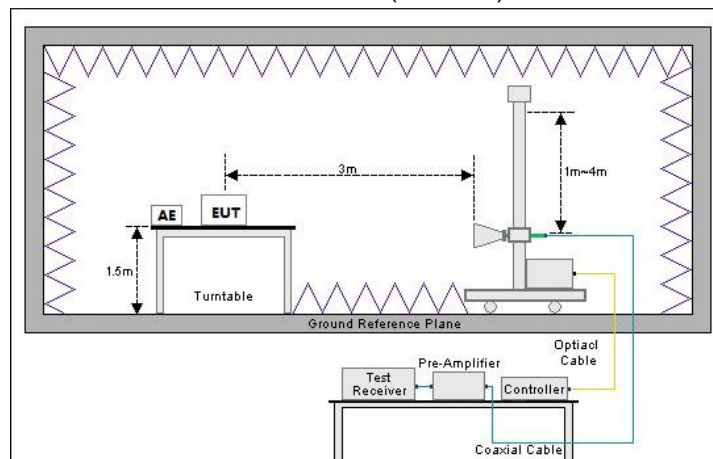 3m
1m~4m
AE
EUT
1.5m
Turntable
Ground Reference Plane
Optiacl
Cable
Pre-Amplifier
Test
Receiver
Controller
Coaxial Cable